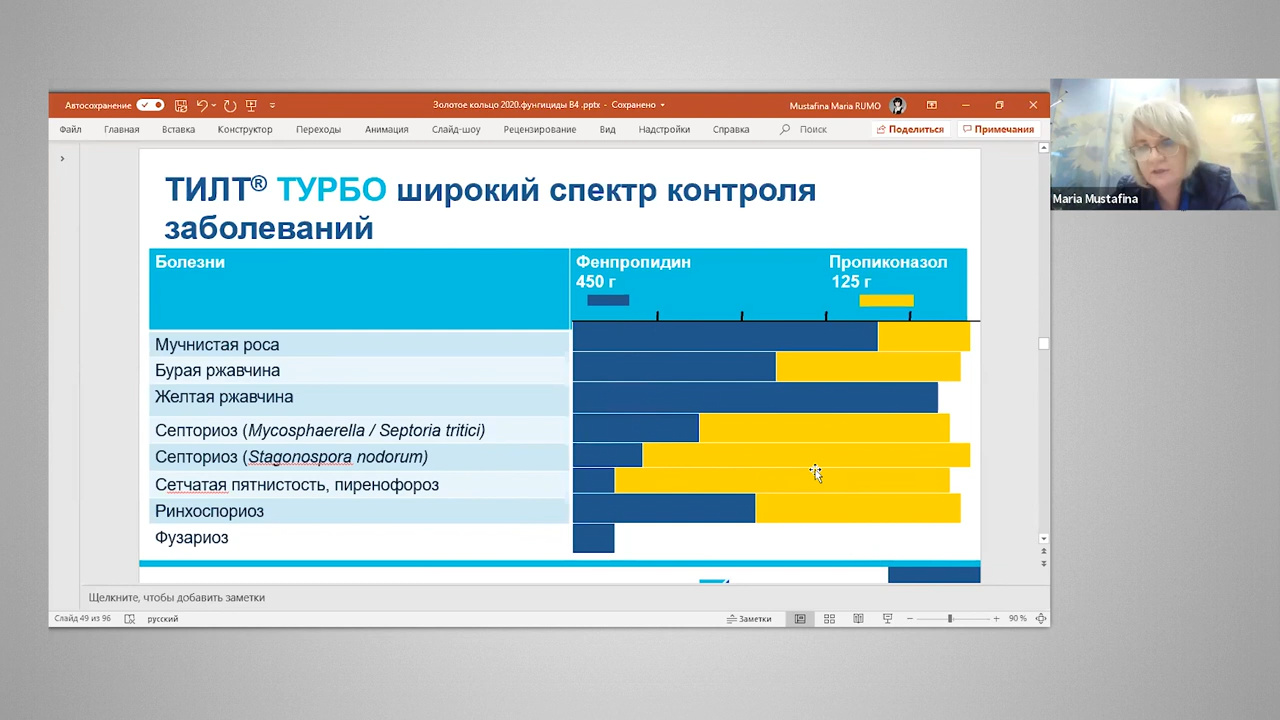 Автосохранение
Золотое кольцо 2020.фунгициды В4 .pptx - Сохранено
Mustafina Maria RUMO
Файл Главная Вставка Конструктор Переходы Анимация Слайд-шоу Рецензирование Вид Надстройки Справка Поиск Поделиться Примечания
ТИЛТ® ТУРБО широкий спектр контроля
заболеваний
Болезни
Фенпропидин
450 г
Пропиконазол
125 г
Мучнистая роса
Бурая ржавчина
Желтая ржавчина
Септориоз (Mycosphaerella / Septoria tritici)
Септориоз (Stagonospora nodorum)
Сетчатая пятнистость, пиренофороз
Ринхоспориоз
Фузариоз
Щелкните, чтобы добавить заметки
Слайд 49 из 96 русский Заметки 90 %
Maria Mustafina